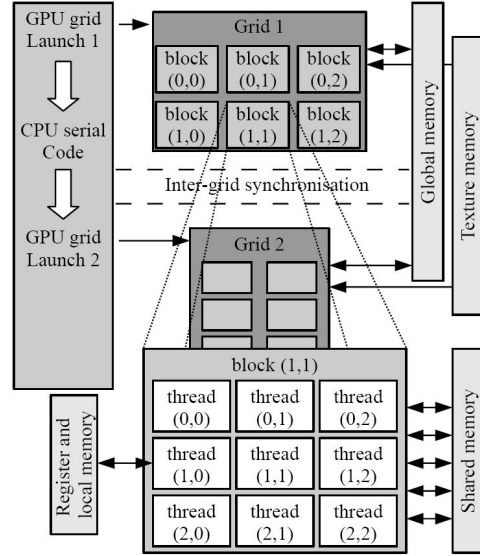 GPU grid
Launch 1
CPU serial
Code
GPU grid
Launch 2
Grid 1
block
(0,0)
block
(0,1)
block
(0,2)
block
(1,0)
block
(1,1)
block
(1,2)
Inter-grid synchronisation
Grid 2
Global memory
Texture memory
block (1,1)
thread
(0,0)
thread
(0,1)
thread
(0,2)
thread
(1,0)
thread
(1,1)
thread
(1,2)
thread
(2,0)
thread
(2,1)
thread
(2,2)
Register and
local memory
Shared memory